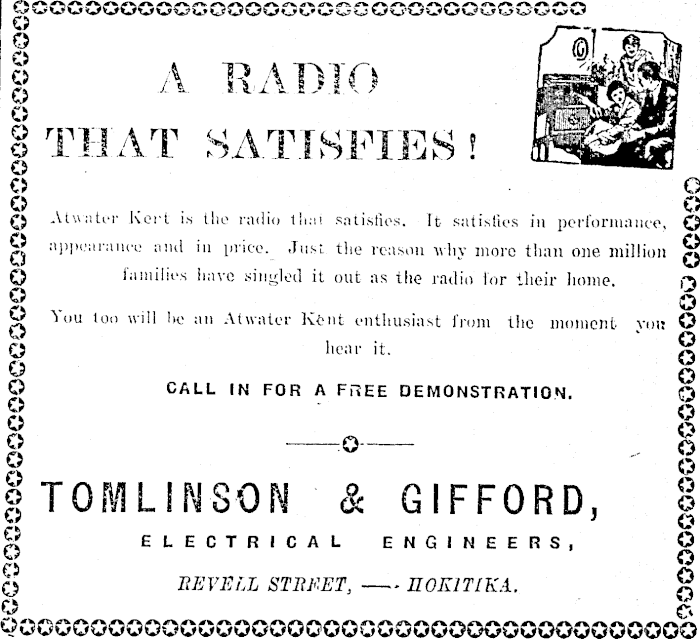 A RADIO
THAT SATISFIES!
Atwater Kert is the radio that satisfies. It satisfies in performance,
appearance and in price. Just the reason why more than one million
families have singled it out as the radio for their home.
You too will be an Atwater Kent enthusiast from the moment you
hear it.
CALL IN FOR A FREE DEMONSTRATION.
TOMLINSON & GIFFORD,
ELECTRICAL ENGINEERS,
REVELL STREET, —— HOKITIKA.